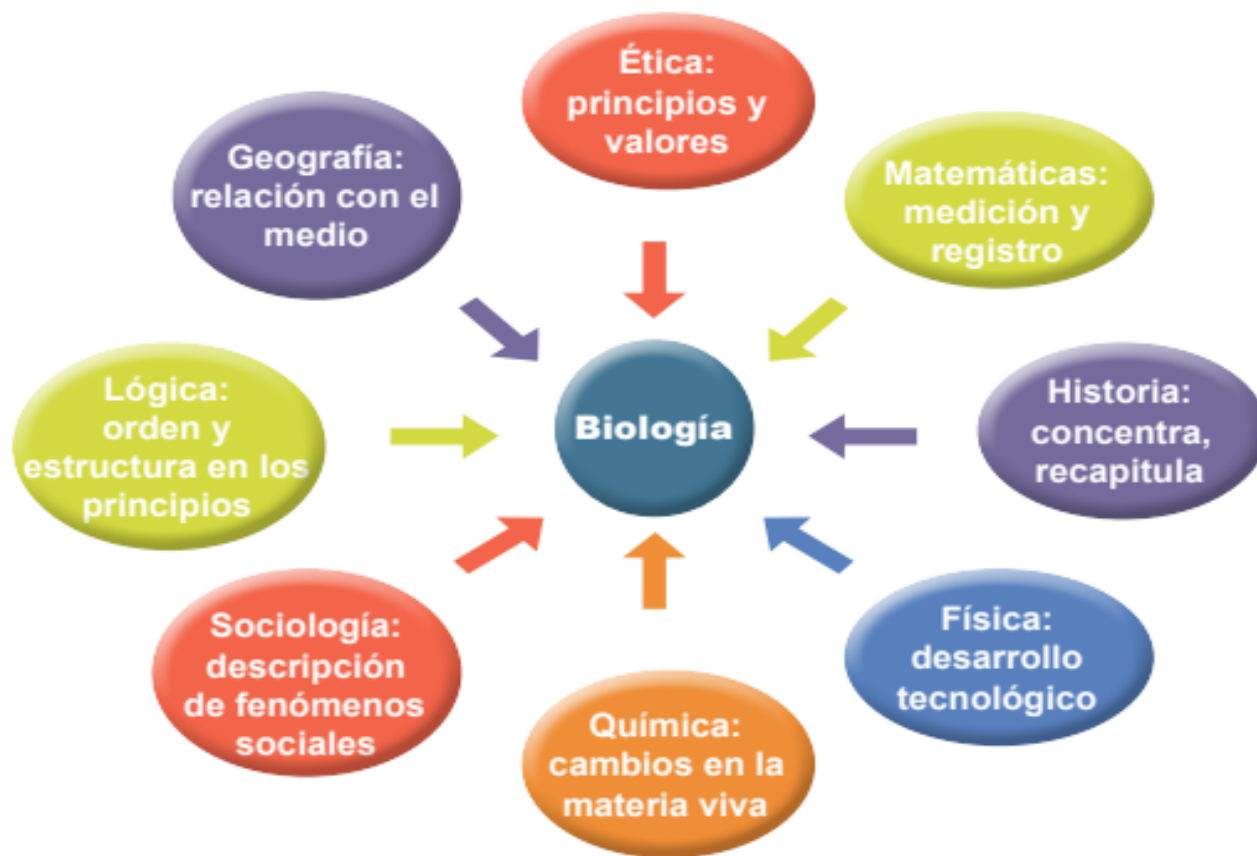 Ética:
principios y
valores
Geografía:
relación con el
medio
Matemáticas:
medición y
registro
Lógica:
orden y
estructura en los
principios
Biología
Historia:
concentra,
recapitula
Sociología:
descripción
de fenómenos
sociales
Física:
desarrollo
tecnológico
Química:
cambios en la
materia viva